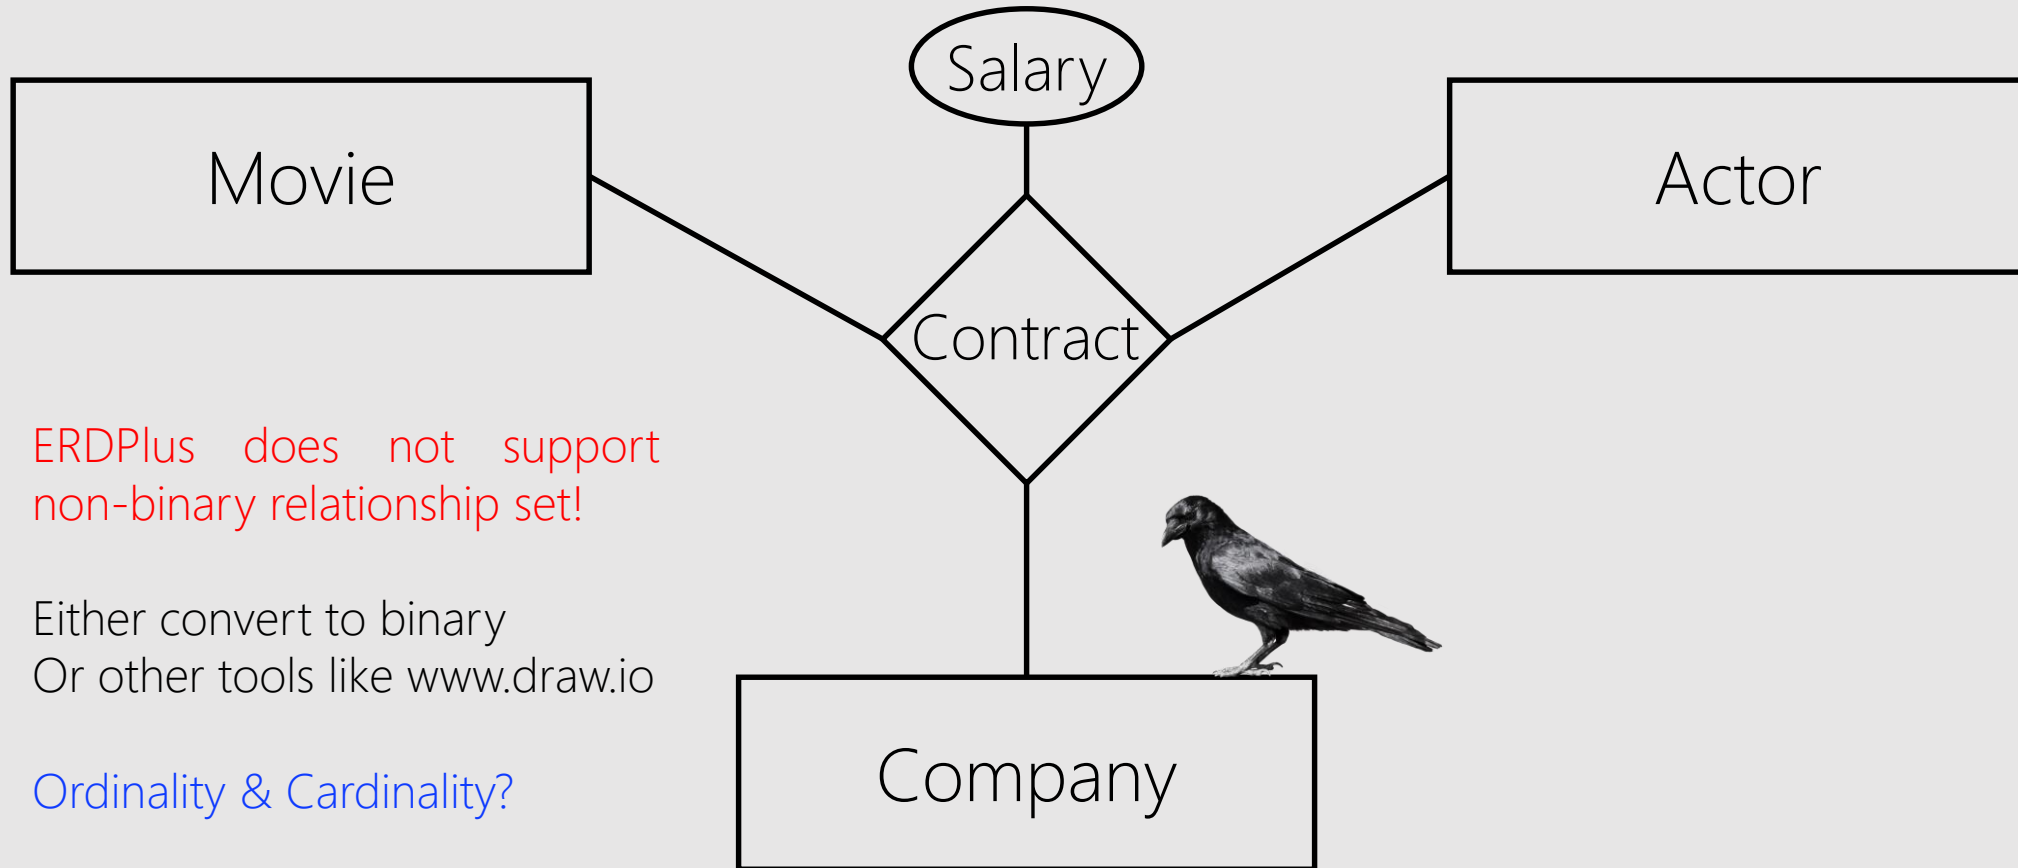 Salary
Movie
Actor
Contract
ERDPlus does not support
non-binary relationship set!
Either convert to binary
Or other tools like www.draw.io
Ordinality & Cardinality?
Company